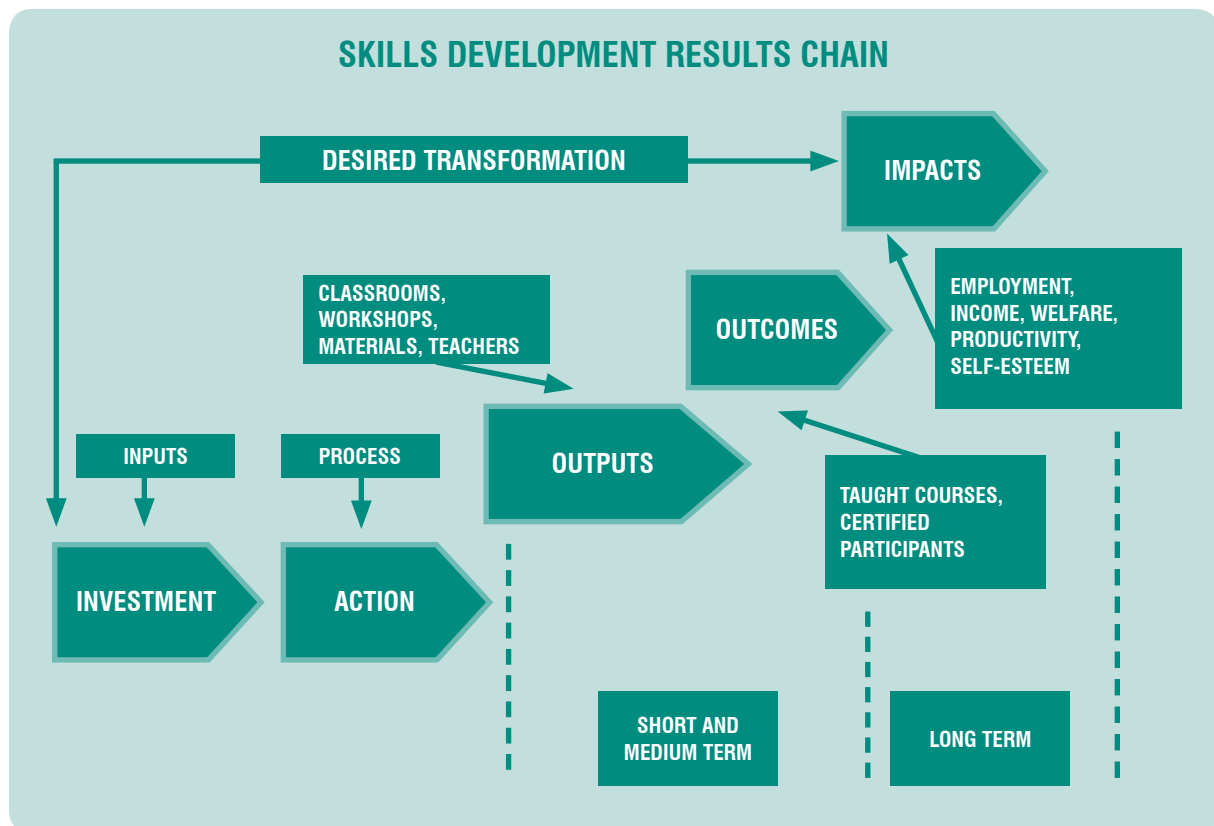 SKILLS DEVELOPMENT RESULTS CHAIN
DESIRED TRANSFORMATION
IMPACTS
CLASSROOMS,
WORKSHOPS,
MATERIALS, TEACHERS
OUTCOMES
EMPLOYMENT,
INCOME, WELFARE,
PRODUCTIVITY,
SELF-ESTEEM
INPUTS
PROCESS
OUTPUTS
TAUGHT COURSES,
CERTIFIED
PARTICIPANTS
INVESTMENT
ACTION
SHORT AND
MEDIUM TERM
LONG TERM